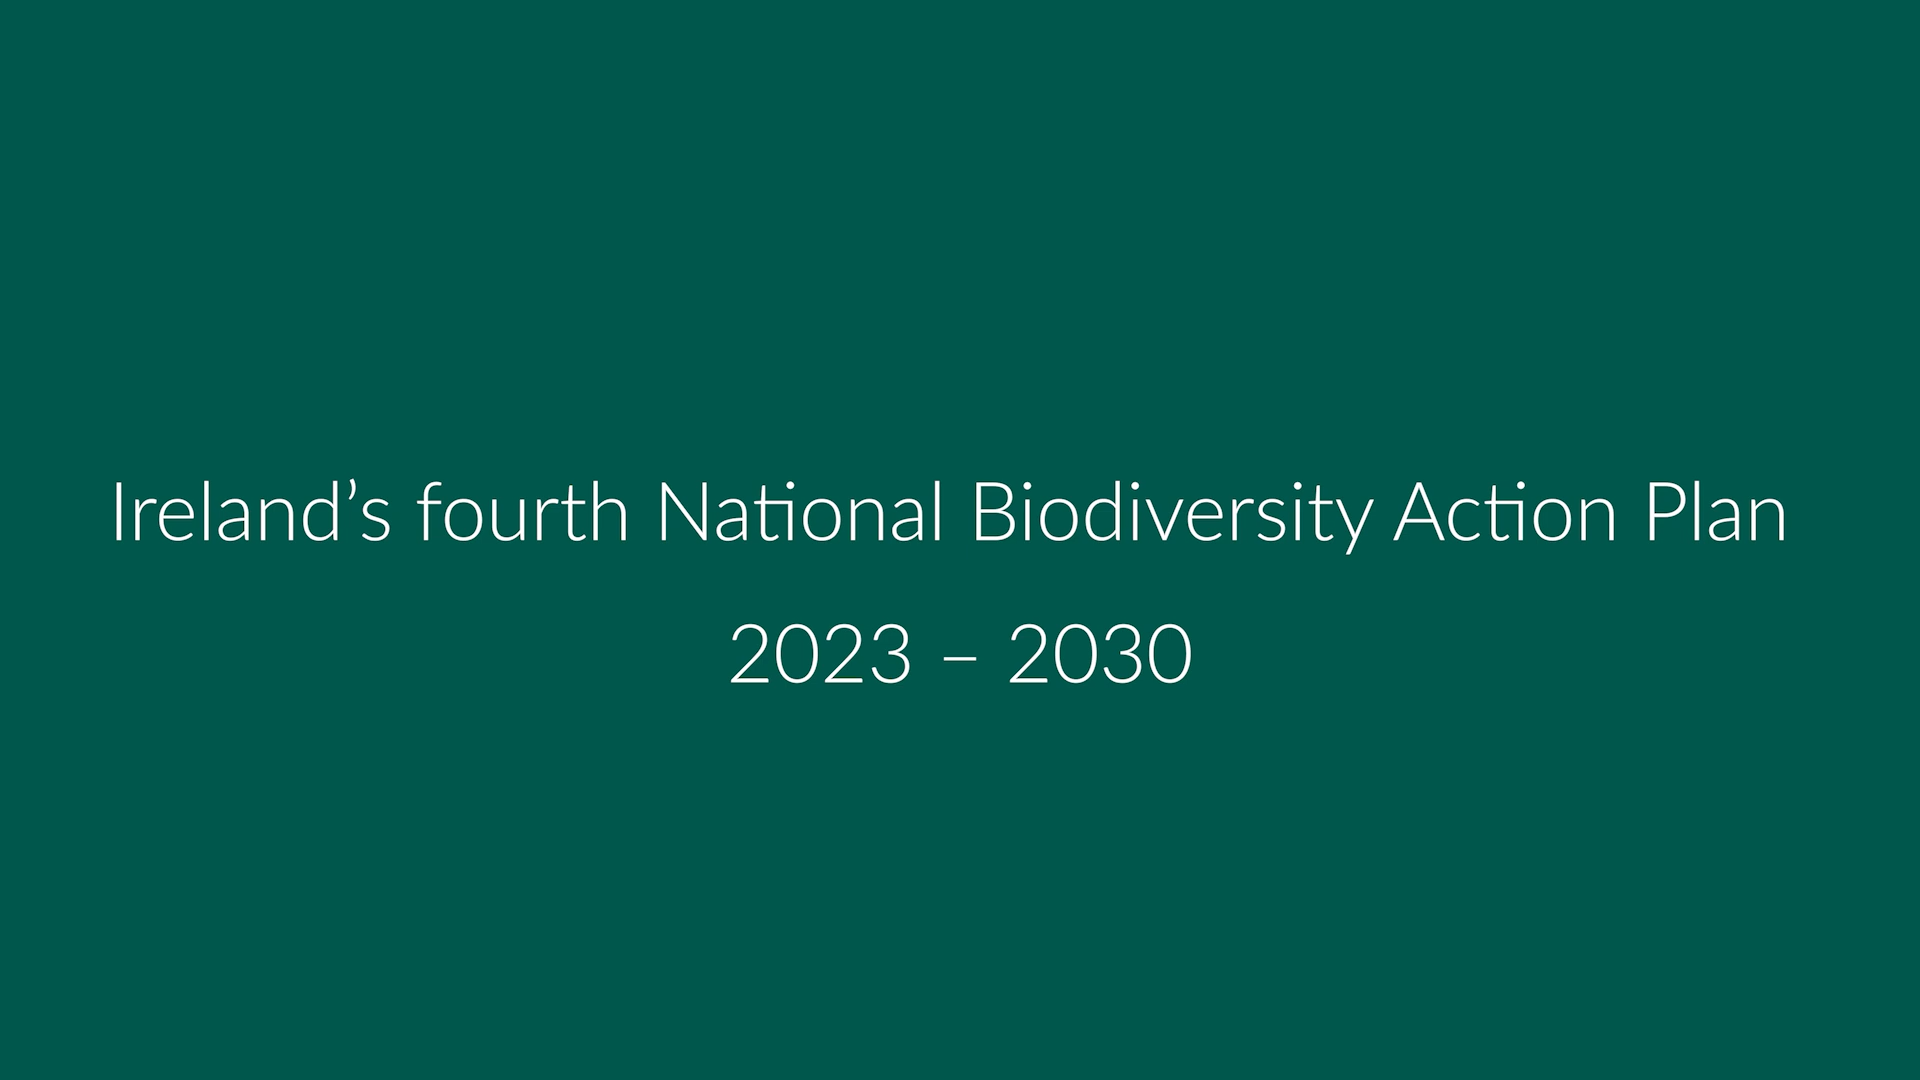 Ireland’s fourth National Biodiversity Action Plan
2023 – 2030